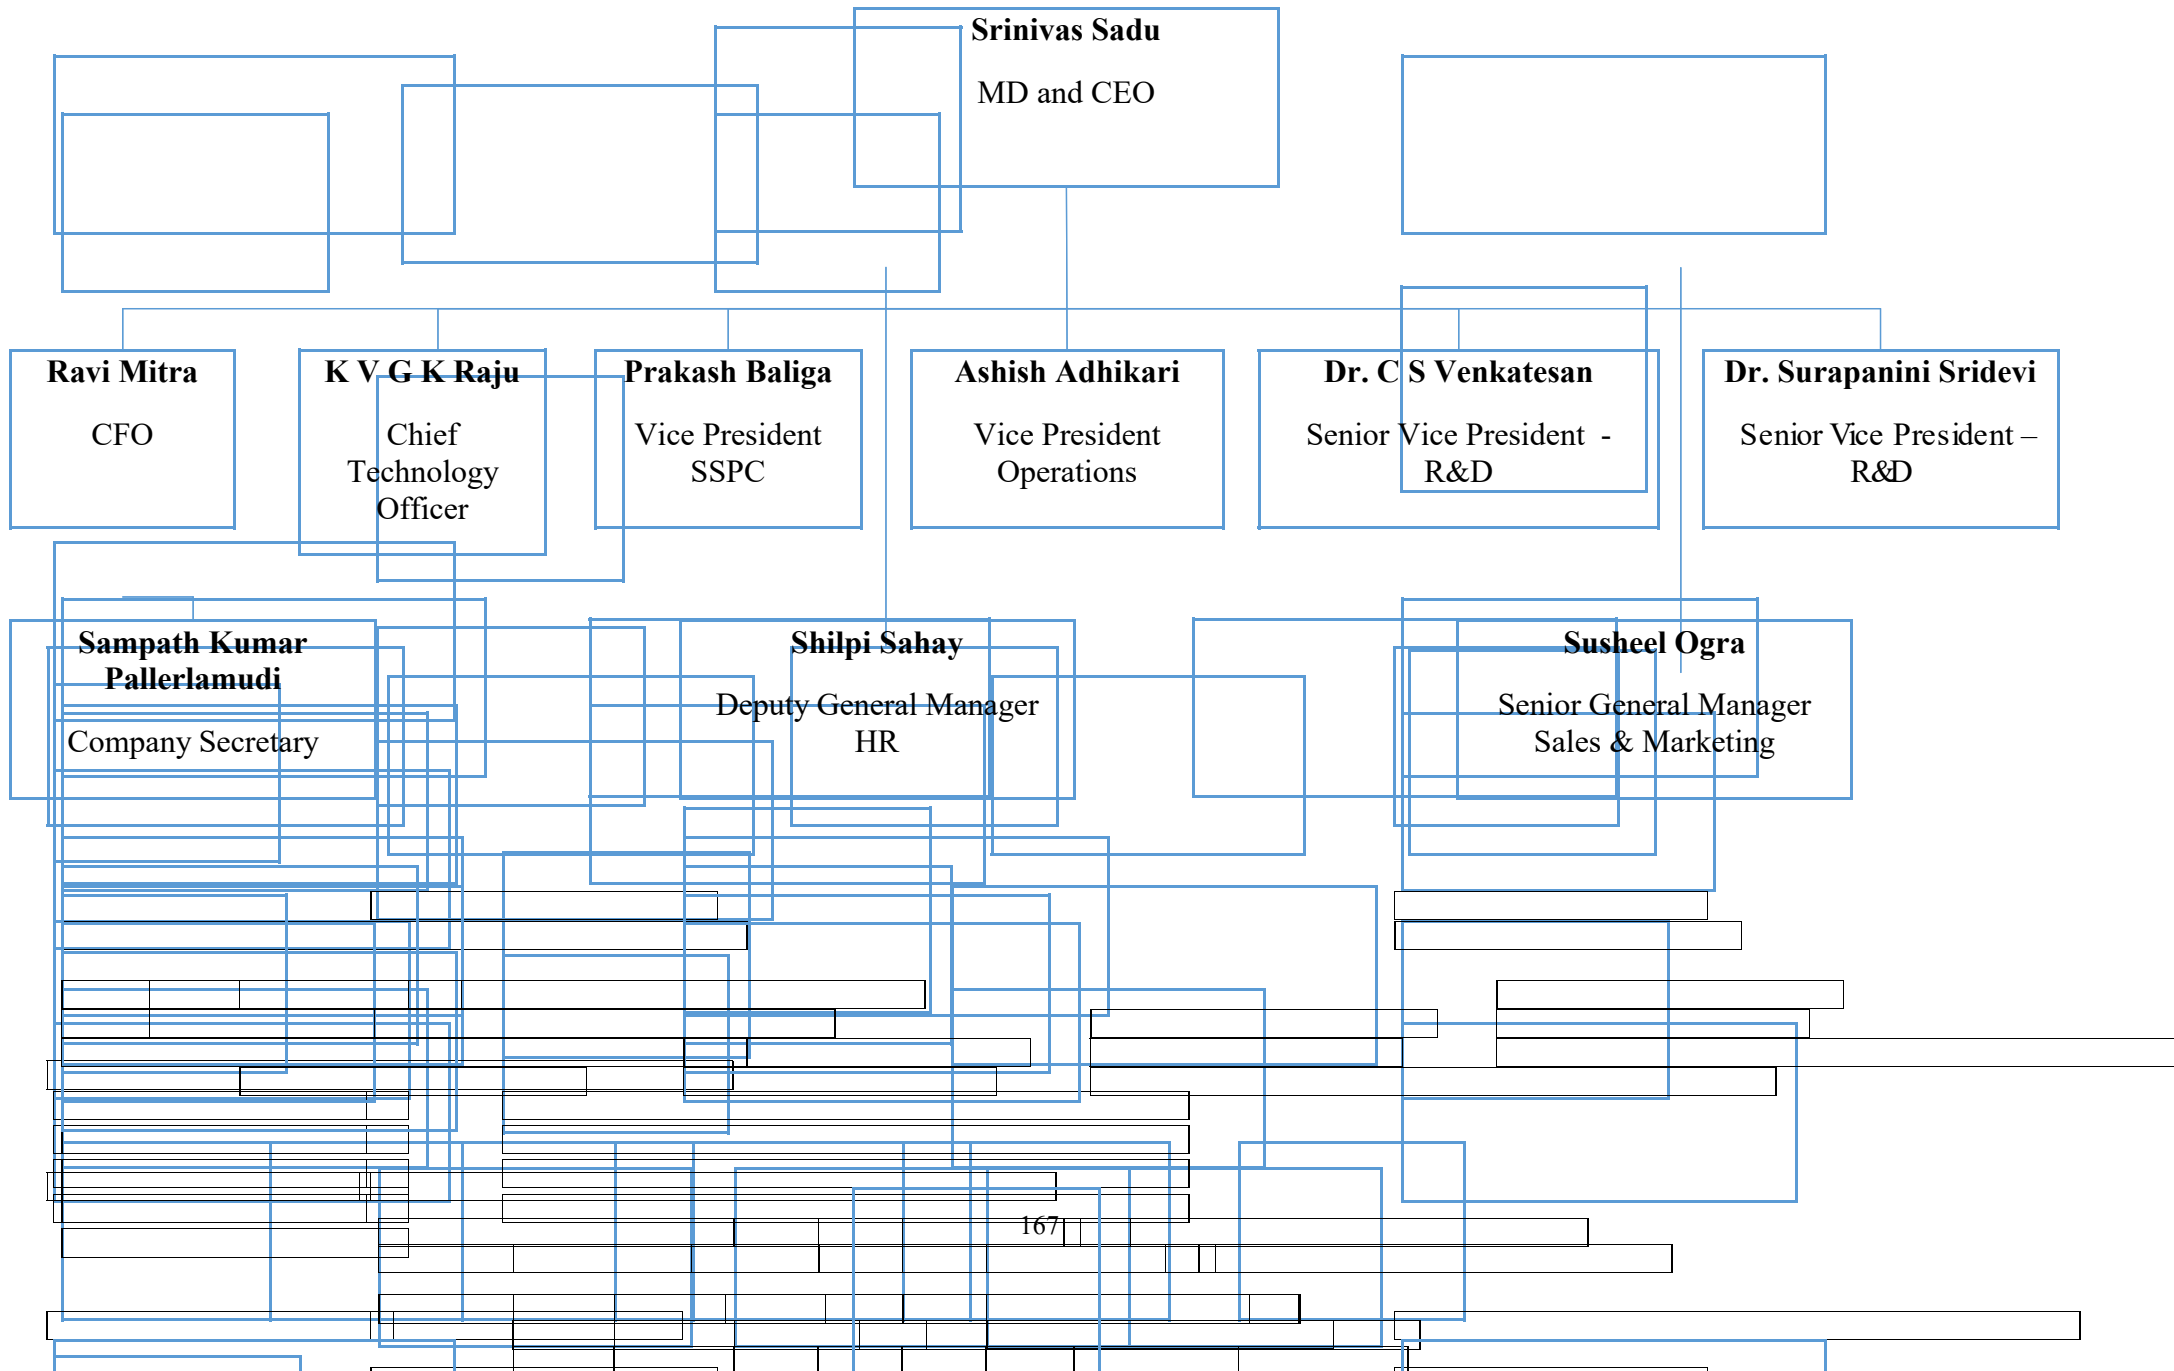 Srinivas Sadu
MD and CEO
Ravi Mitra
CFO
K V G K Raju
Chief
Technology
Officer
Prakash Baliga
Vice President
SSPC
Ashish Adhikari
Vice President
Operations
Dr. C S Venkatesan
Senior Vice President -
R&D
Dr. Surapanini Sridevi
Senior Vice President –
R&D
Sampath Kumar
Pallerlamudi
Company Secretary
Shilpi Sahay
Deputy General Manager
HR
Susheel Ogra
Senior General Manager
Sales & Marketing
167